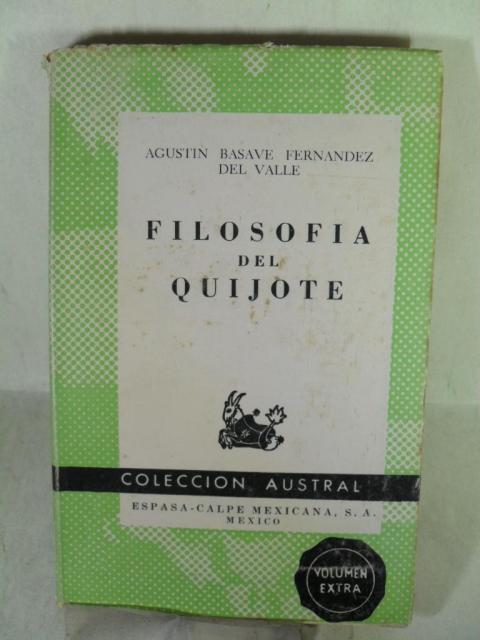 AGUSTIN BASAVE FERNANDEZ
DEL VALLE
FILOSOFIA
DEL
QUIJOTE
COLECCION AUSTRAL
ESPASA-CALPE MEXICANA, S. A.
MEXICO
VOLUMEN
EXTRA